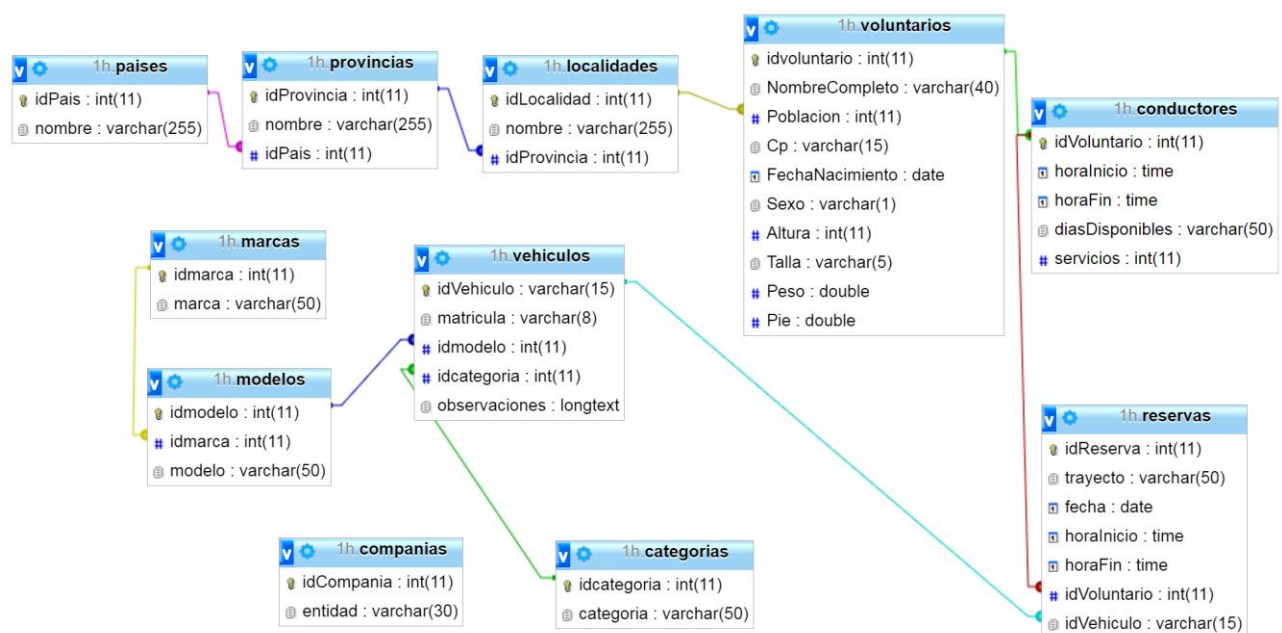 1h.paises
idPais : int(11)
nombre : varchar(255)
1h.provincias
idProvincia : int(11)
nombre : varchar(255)
idPais : int(11)
1h.localidades
idLocalidad : int(11)
nombre : varchar(255)
idProvincia : int(11)
1h.voluntarios
idvoluntario : int(11)
NombreCompleto : varchar(40)
Poblacion : int(11)
Cp : varchar(15)
FechaNacimiento : date
Sexo : varchar(1)
Altura : int(11)
Talla : varchar(5)
Peso : double
Pie : double
1h.conductores
idVoluntario : int(11)
horaInicio : time
horaFin : time
diasDisponibles : varchar(50)
servicios : int(11)
1h.marcas
idmarca : int(11)
marca : varchar(50)
1h.vehiculos
idVehiculo : varchar(15)
matricula : varchar(8)
idmodelo : int(11)
idcategoria : int(11)
observaciones : longtext
1h.modelos
idmodelo : int(11)
idmarca : int(11)
modelo : varchar(50)
1h.reservas
idReserva : int(11)
trayecto : varchar(50)
fecha : date
horaInicio : time
horaFin : time
idVoluntario : int(11)
idVehiculo : varchar(15)
1h.companias
idCompania : int(11)
entidad : varchar(30)
1h.categorias
idcategoria : int(11)
categoria : varchar(50)